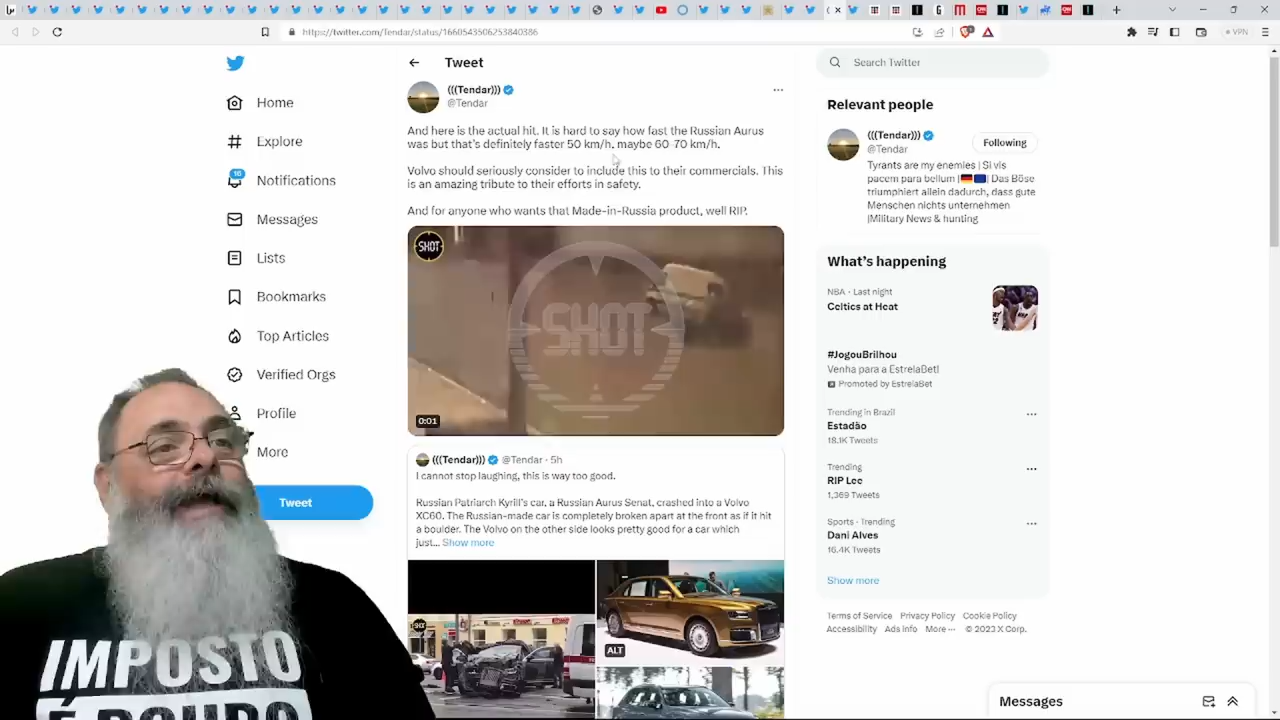 https://twitter.com/Tendar/status/1660543506253840386
VPN
Home
Explore
16
Notifications
Messages
Lists
Bookmarks
Top Articles
Verified Orgs
Profile
More
Tweet
Tweet
(((Tendar)))
@Tendar
And here is the actual hit. It is hard to say how fast the Russian Aurus
was but that's definitely faster 50 km/h, maybe 60-70 km/h.
Volvo should seriously consider to include this to their commercials. This
is an amazing tribute to their efforts in safety.
And for anyone who wants that Made-in-Russia product, well RIP.
SHOT
SHOT
0:01
(((Tendar))) @Tendar · 5h
I cannot stop laughing, this is way too good.
Russian Patriarch Kyrill's car, a Russian Aurus Senat, crashed into a Volvo
XC60. The Russian-made car is completely broken apart at the front as if it hit
a boulder. The Volvo on the other side looks pretty good for a car which
just... Show more
SHOT
ALT
Search Twitter
Relevant people
(((Tendar)))
@Tendar
Following
Tyrants are my enemies | Si vis
pacem para bellum | Das Böse
triumphiert allein dadurch, dass gute
Menschen nichts unternehmen
|Military News & hunting
What's happening
NBA · Last night
Celtics at Heat
#JogouBrilhou
Venha para a EstrelaBet!
Promoted by EstrelaBet
Trending in Brazil
Estadão
18.1K Tweets
Trending
RIP Lee
1,369 Tweets
Sports · Trending
Dani Alves
16.4K Tweets
Show more
Terms of Service Privacy Policy Cookie Policy
Accessibility Ads info More ··· © 2023 X Corp.
Messages
IMPOSTO
É ROUBO